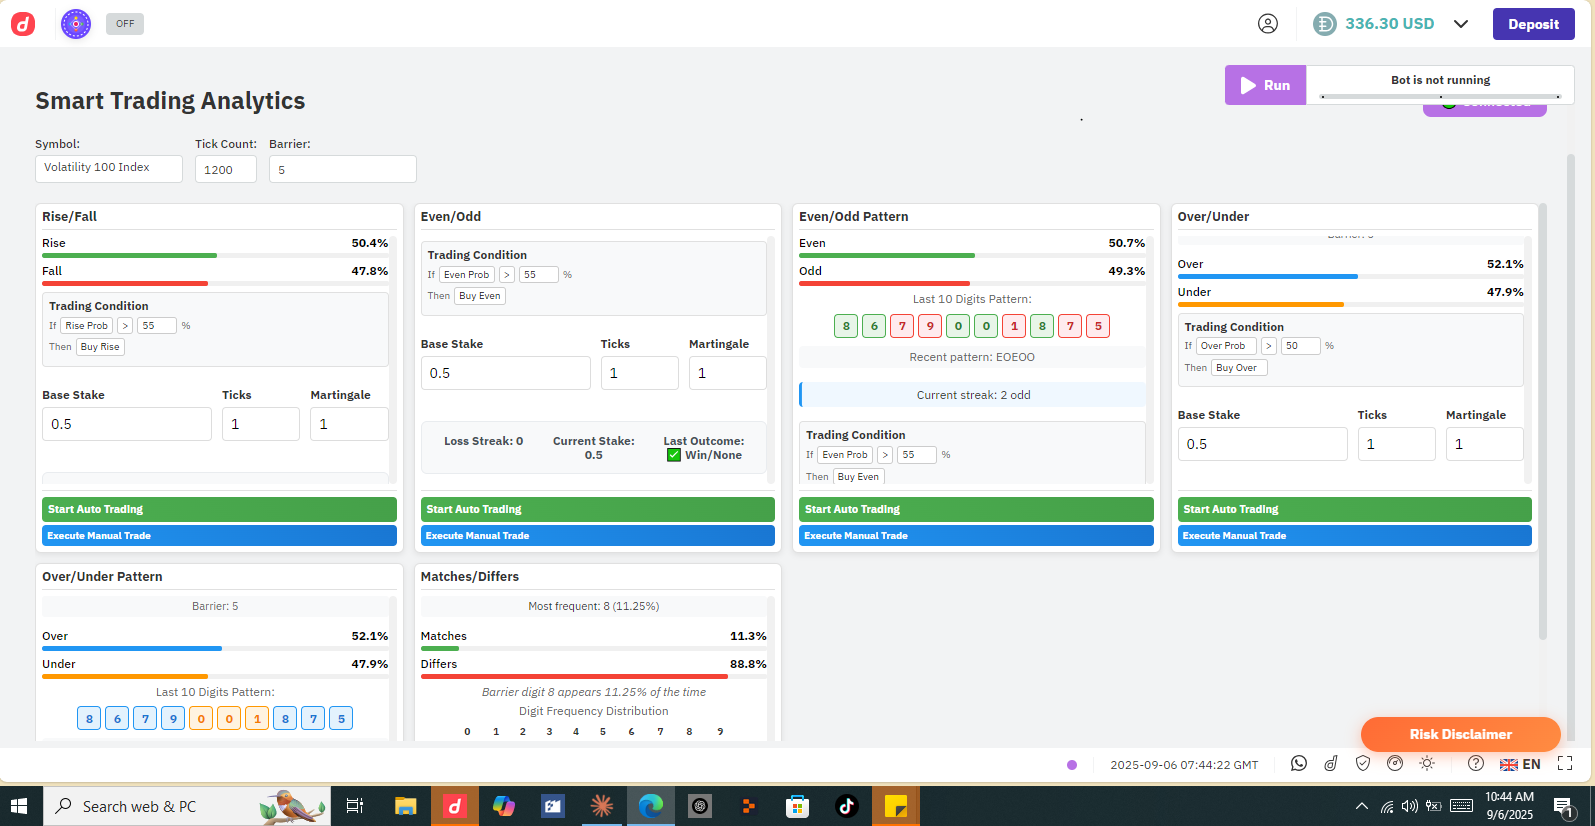 OFF
336.30 USD
Deposit
Run
Bot is not running
Smart Trading Analytics
Symbol: Tick Count: Barrier:
Volatility 100 Index 1200 5
Rise/Fall
Rise 50.4%
Fall 47.8%
Trading Condition
If Rise Prob > 55 %
Then Buy Rise
Base Stake Ticks Martingale
0.5 1 1
Start Auto Trading
Execute Manual Trade
Even/Odd
Trading Condition
If Even Prob > 55 %
Then Buy Even
Base Stake Ticks Martingale
0.5 1 1
Loss Streak: 0 Current Stake: Last Outcome:
0.5 ✅ Win/None
Start Auto Trading
Execute Manual Trade
Even/Odd Pattern
Even 50.7%
Odd 49.3%
Last 10 Digits Pattern:
8 6 7 9 0 0 1 8 7 5
Recent pattern: EOEOO
Current streak: 2 odd
Trading Condition
If Even Prob > 55 %
Then Buy Even
Start Auto Trading
Execute Manual Trade
Over/Under
Over 52.1%
Under 47.9%
Trading Condition
If Over Prob > 50 %
Then Buy Over
Base Stake Ticks Martingale
0.5 1 1
Start Auto Trading
Execute Manual Trade
Over/Under Pattern
Barrier: 5
Over 52.1%
Under 47.9%
Last 10 Digits Pattern:
8 6 7 9 0 0 1 8 7 5
Matches/Differs
Most frequent: 8 (11.25%)
Matches 11.3%
Differs 88.8%
Barrier digit 8 appears 11.25% of the time
Digit Frequency Distribution
0 1 2 3 4 5 6 7 8 9
Risk Disclaimer
2025-09-06 07:44:22 GMT
EN
Search web & PC
10:44 AM
9/6/2025
1